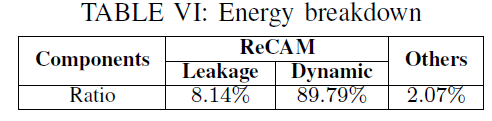 TABLE VI: Energy breakdown
Components ReCAM Others
Leakage Dynamic
Ratio 8.14% 89.79% 2.07%